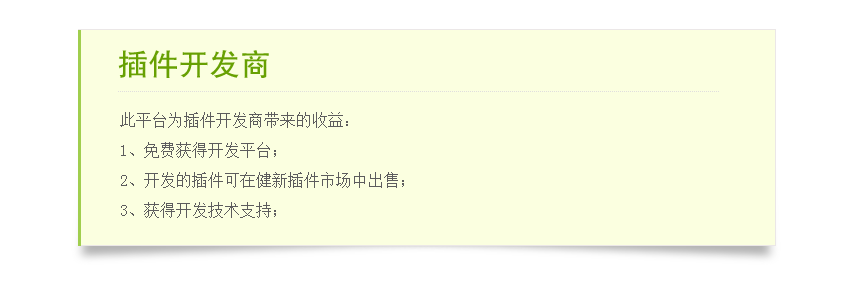 插件开发商
此平台为插件开发商带来的收益：
1、免费获得开发平台；
2、开发的插件可在健新插件市场中出售；
3、获得开发技术支持；